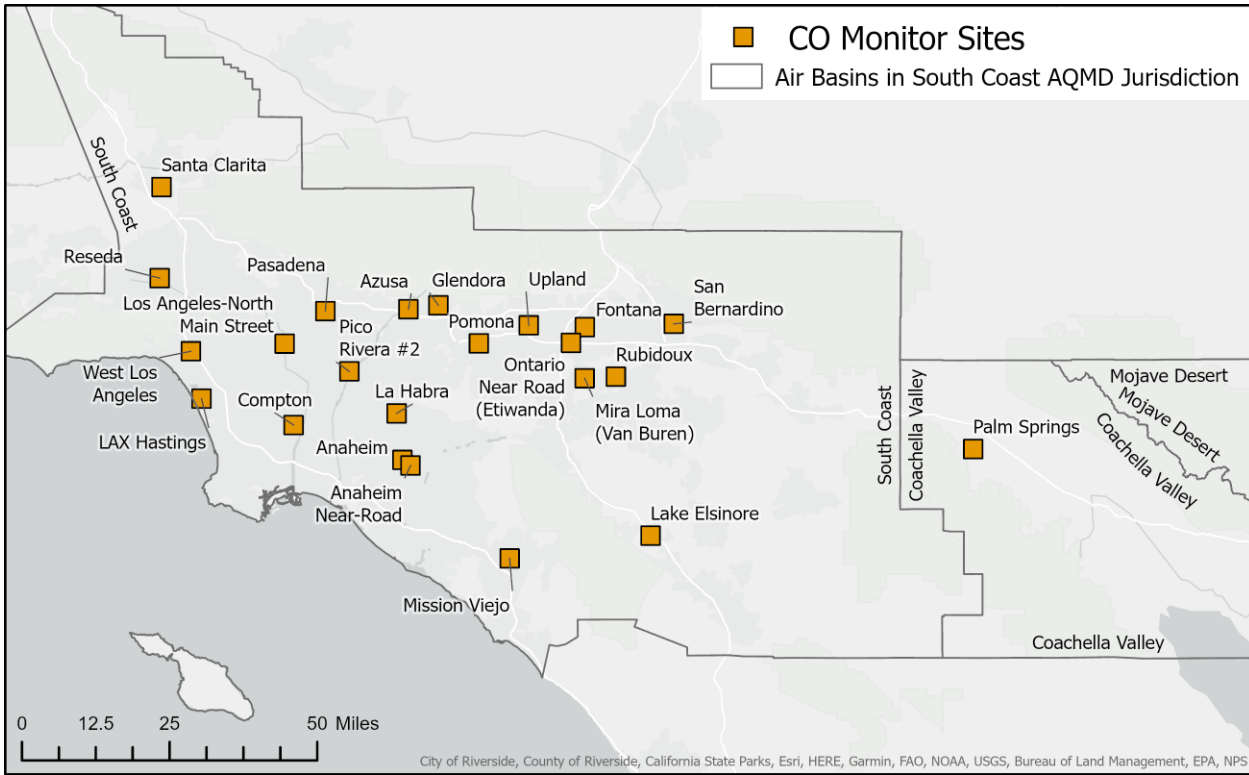 CO Monitor Sites
Air Basins in South Coast AQMD Jurisdiction
South Coast
Santa Clarita
Reseda
Pasadena
Azusa
Glendora
Upland
San
Bernardino
Los Angeles-North
Main Street
Pico
Rivera #2
Pomona
Fontana
Ontario
Near Road
(Etiwanda)
Rubidoux
Mira Loma
(Van Buren)
West Los
Angeles
LAX Hastings
Compton
La Habra
Anaheim
Anaheim
Near-Road
South Coast
Coachella Valley
Mojave Desert
Mojave Desert
Coachella Valley
Palm Springs
Lake Elsinore
Mission Viejo
Coachella Valley
0 12.5 25 50 Miles
City of Riverside, County of Riverside, California State Parks, Esri, HERE, Garmin, FAO, NOAA, USGS, Bureau of Land Management, EPA, NPS